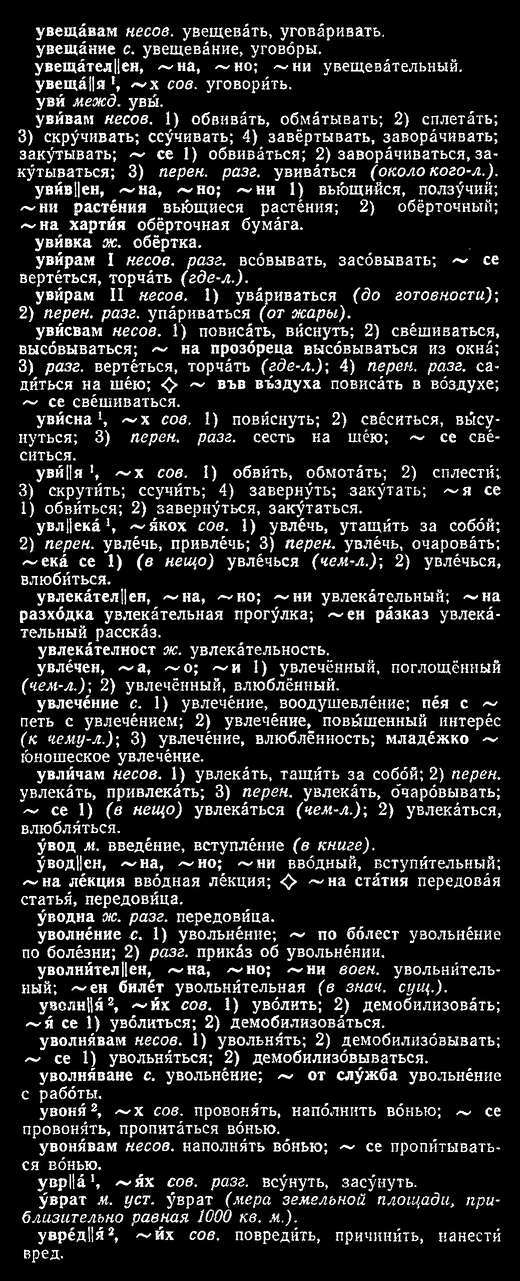 увеща́вам несов. увещева́ть, угова́ривать.
увеща́ние с. увещева́ние, угово́ры.
увеща́тел||ен, ~на, ~но; ~ни увещева́тельный.
увеща́||я ¹, ~х сов. уговори́ть.
уви́ межд. увы́.
уви́вам несов. 1) обвива́ть, обма́тывать; 2) сплета́ть;
3) скру́чивать; ссу́чивать; 4) завёртывать, завора́чивать;
заку́тывать; ~ се 1) обвива́ться; 2) завора́чиваться, за-
ку́тываться; 3) перен. разг. увива́ться (около кого-л.).
уви́в||ен, ~на, ~но; ~ни 1) вью́щийся, ползу́чий;
~ни расте́ния вью́щиеся расте́ния; 2) обёрточный;
~на харти́я обёрточная бума́га.
уви́вка ж. обёртка.
уви́рам I несов. разг. всо́вывать, засо́вывать; ~ се
верте́ться, торча́ть (где-л.).
уви́рам II несов. 1) ува́риваться (до готовности);
2) перен. разг. упа́риваться (от жары).
уви́свам несов. 1) повиса́ть, ви́снуть; 2) све́шиваться,
высо́вываться; ~ на прозо́реца высо́вываться из окна́;
3) разг. верте́ться, торча́ть (где-л.); 4) перен. разг. са-
ди́ться на ше́ю; ◇ ~ във въ́здуха повиса́ть в во́здухе;
~ се све́шиваться.
уви́сна ¹, ~х сов. 1) пови́снуть; 2) све́ситься, вы́су-
нуться; 3) перен. разг. сесть на ше́ю; ~ се све́-
ситься.
уви́||я ¹, ~х сов. 1) обви́ть, обмота́ть; 2) сплести́;
3) скрути́ть; ссучи́ть; 4) заверну́ть; заку́тать; ~я се
1) обви́ться; 2) заверну́ться, заку́таться.
увл||ека́ ¹, ~я́кох сов. 1) увле́чь, утащи́ть за собо́й;
2) перен. увле́чь, привле́чь; 3) перен. увле́чь, очарова́ть;
~ека́ се 1) (в нещо) увле́чься (чем-л.); 2) увле́чься,
влюби́ться.
увлека́тел||ен, ~на, ~но; ~ни увлека́тельный; ~на
разхо́дка увлека́тельная прогу́лка; ~ен ра́зказ увлека́-
тельный расска́з.
увлека́телност ж. увлека́тельность.
увле́чен, ~а, ~о; ~и 1) увлечённый, поглощённый
(чем-л.); 2) увлечённый, влюблённый.
увлече́ние с. 1) увлече́ние, воодушевле́ние; пе́я с ~
петь с увлече́нием; 2) увлече́ние, повы́шенный интере́с
(к чему-л.); 3) увлече́ние, влюблённость; младе́жко ~
ю́ношеское увлече́ние.
увли́чам несов. 1) увлека́ть, тащи́ть за собо́й; 2) перен.
увлека́ть, привлека́ть; 3) перен. увлека́ть, очаро́вывать;
~ се 1) (в нещо) увлека́ться (чем-л.); 2) увлека́ться,
влюбля́ться.
у́вод м. введе́ние, вступле́ние (в книге).
у́вод||ен, ~на, ~но; ~ни вво́дный, вступи́тельный;
~на ле́кция вво́дная ле́кция; ◇ ~на ста́тия передова́я
статья́, передови́ца.
у́водна ж. разг. передови́ца.
уволне́ние с. 1) увольне́ние; ~ по бо́лест увольне́ние
по боле́зни; 2) разг. прика́з об увольне́нии.
уволни́тел||ен, ~на, ~но; ~ни воен. увольни́тель-
ный; ~ен биле́т увольни́тельная (в знач. сущ.).
уволн||я́ ², ~и́х сов. 1) уво́лить; 2) демобилизова́ть;
~я́ се 1) уво́литься; 2) демобилизова́ться.
уволня́вам несов. 1) увольня́ть; 2) демобилизо́вывать;
~ се 1) увольня́ться; 2) демобилизо́вываться.
уволня́ване с. увольне́ние; ~ от слу́жба увольне́ние
с рабо́ты.
увоня́ ², ~х сов. провоня́ть, напо́лнить во́нью; ~ се
провоня́ть, пропита́ться во́нью.
увоня́вам несов. наполня́ть во́нью; ~ се пропи́тывать-
ся во́нью.
увр||а́ ¹, ~я́х сов. разг. всу́нуть, засу́нуть.
у́врат м. уст. у́врат (мера земельной площади, при-
близительно равная 1000 кв. м.).
увред||я́ ², ~и́х сов. повреди́ть, причини́ть, нанести́
вред.